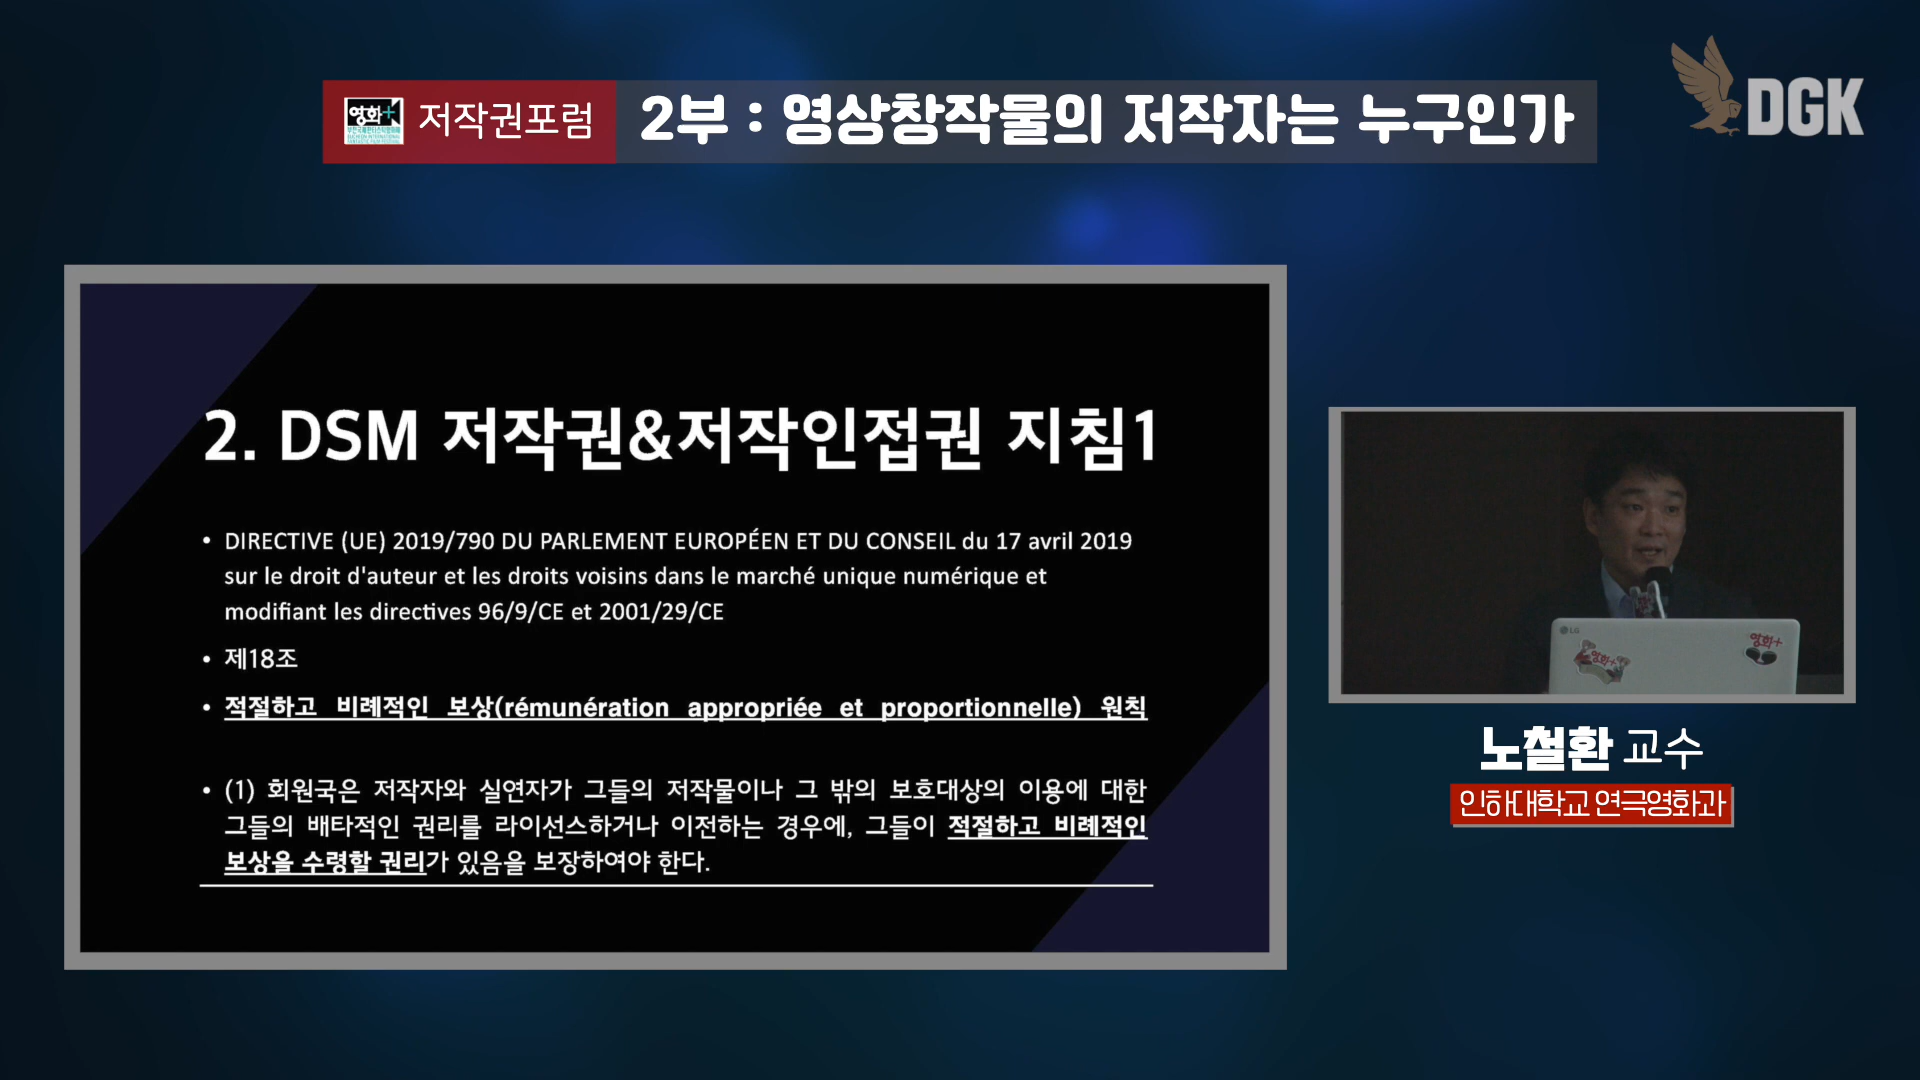 영화+
저작권포럼
2부 : 영상창작물의 저작자는 누구인가
DGK
2. DSM 저작권&저작인접권 지침1
• DIRECTIVE (UE) 2019/790 DU PARLEMENT EUROPÉEN ET DU CONSEIL du 17 avril 2019
sur le droit d'auteur et les droits voisins dans le marché unique numérique et
modifiant les directives 96/9/CE et 2001/29/CE
• 제18조
• 적절하고 비례적인 보상(rémunération appropriée et proportionnelle) 원칙
• (1) 회원국은 저작자와 실연자가 그들의 저작물이나 그 밖의 보호대상의 이용에 대한
그들의 배타적인 권리를 라이선스하거나 이전하는 경우에, 그들이 적절하고 비례적인
보상을 수령할 권리가 있음을 보장하여야 한다.
LG
영화+
영화+
노철환 교수
인하대학교 연극영화과